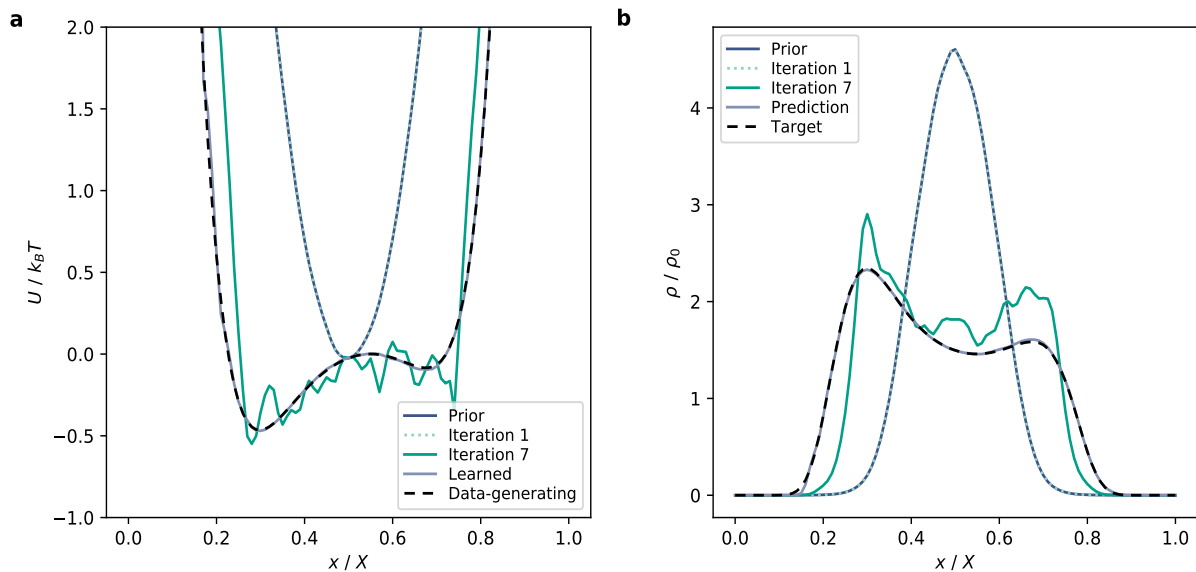 a
2.0
1.5
1.0
0.5
0.0
−0.5
−1.0
U / k_BT
0.0 0.2 0.4 0.6 0.8 1.0
x / X
Prior
Iteration 1
Iteration 7
Learned
Data-generating
b
4
3
2
1
0
ρ / ρ₀
0.0 0.2 0.4 0.6 0.8 1.0
x / X
Prior
Iteration 1
Iteration 7
Prediction
Target